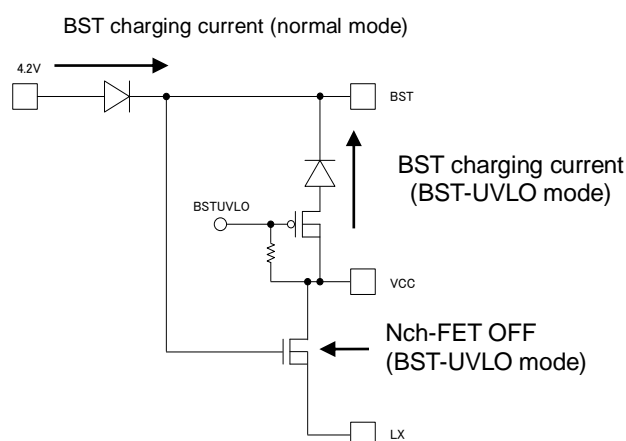 BST charging current (normal mode)
4.2V
BST
BST charging current
(BST-UVLO mode)
BSTUVLO
VCC
Nch-FET OFF
(BST-UVLO mode)
LX